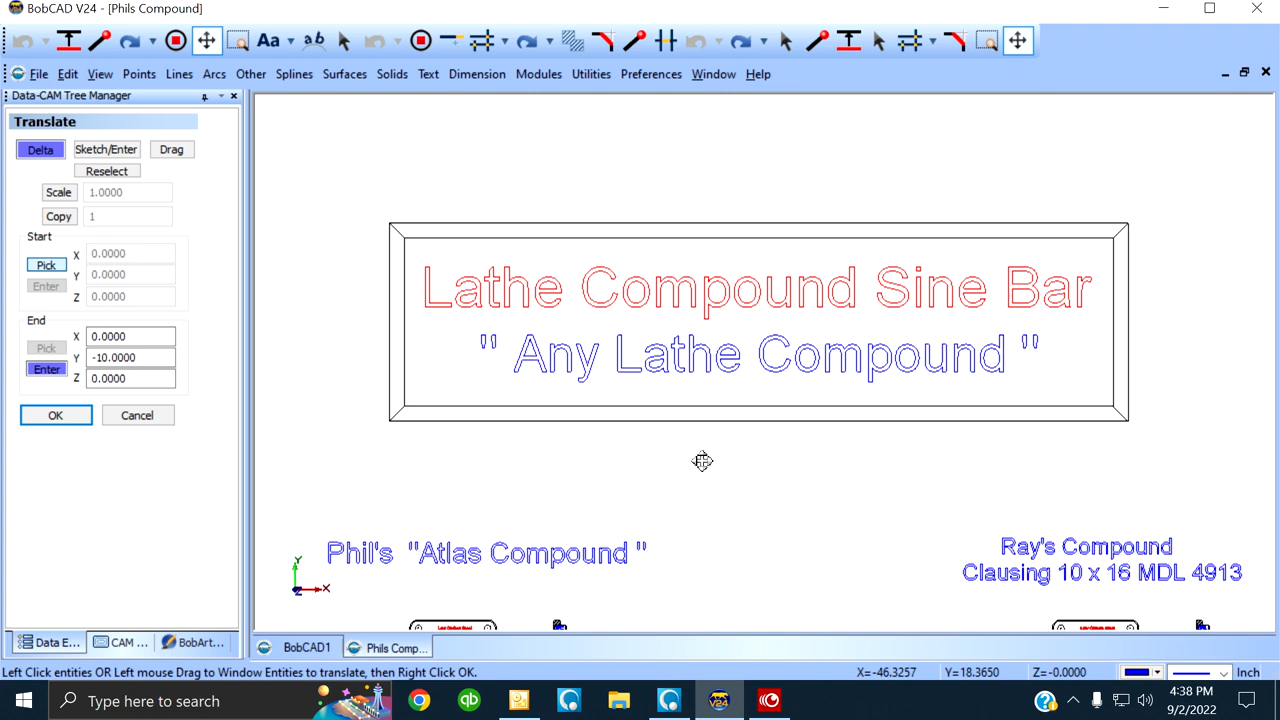 BobCAD V24 - [Phils Compound]
Aa
ab
File Edit View Points Lines Arcs Other Splines Surfaces Solids Text Dimension Modules Utilities Preferences Window Help
Data-CAM Tree Manager
Translate
Delta Sketch/Enter Drag
Reselect
Scale 1.0000
Copy 1
Start
Pick X 0.0000
Y 0.0000
Enter
Z 0.0000
End
X 0.0000
Pick
Y -10.0000
Enter
Z 0.0000
OK Cancel
Lathe Compound Sine Bar
" Any Lathe Compound "
Phil's "Atlas Compound "
Ray's Compound
Clausing 10 x 16 MDL 4913
Y
X
Z
Data E... CAM ... BobArt...
BobCAD1 Phils Comp...
Left Click entities OR Left mouse Drag to Window Entities to translate, then Right Click OK.
X=-46.3257 Y=18.3650 Z=-0.0000 Inch
Type here to search
qb
V24
4:38 PM
9/2/2022